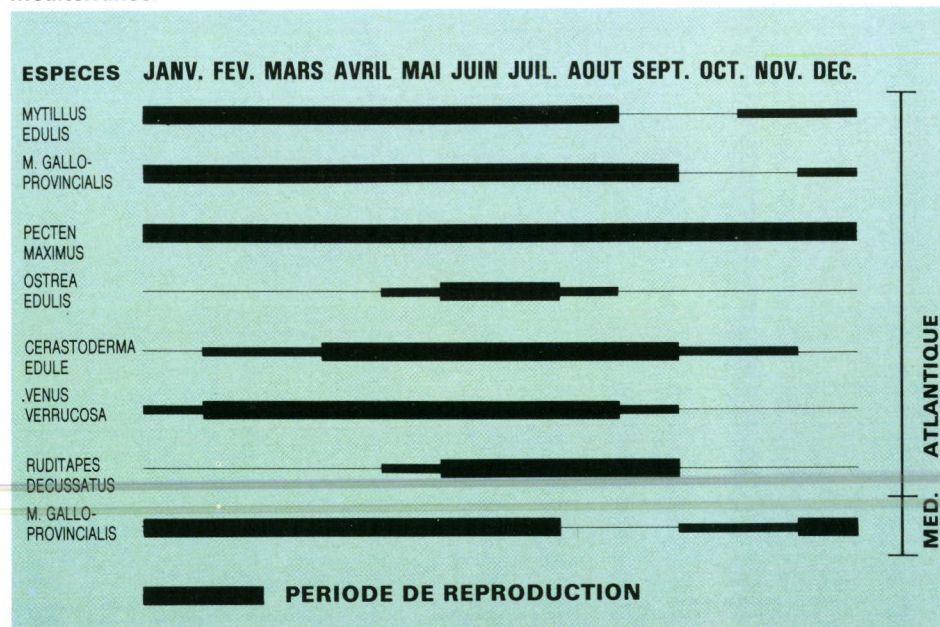 ESPECES JANV. FEV. MARS AVRIL MAI JUIN JUIL. AOUT SEPT. OCT. NOV. DEC.
MYTILLUS
EDULIS
M. GALLO-
PROVINCIALIS
PECTEN
MAXIMUS
OSTREA
EDULIS
CERASTODERMA
EDULE
.VENUS
VERRUCOSA
RUDITAPES
DECUSSATUS
M. GALLO-
PROVINCIALIS
ATLANTIQUE
MED.
PERIODE DE REPRODUCTION